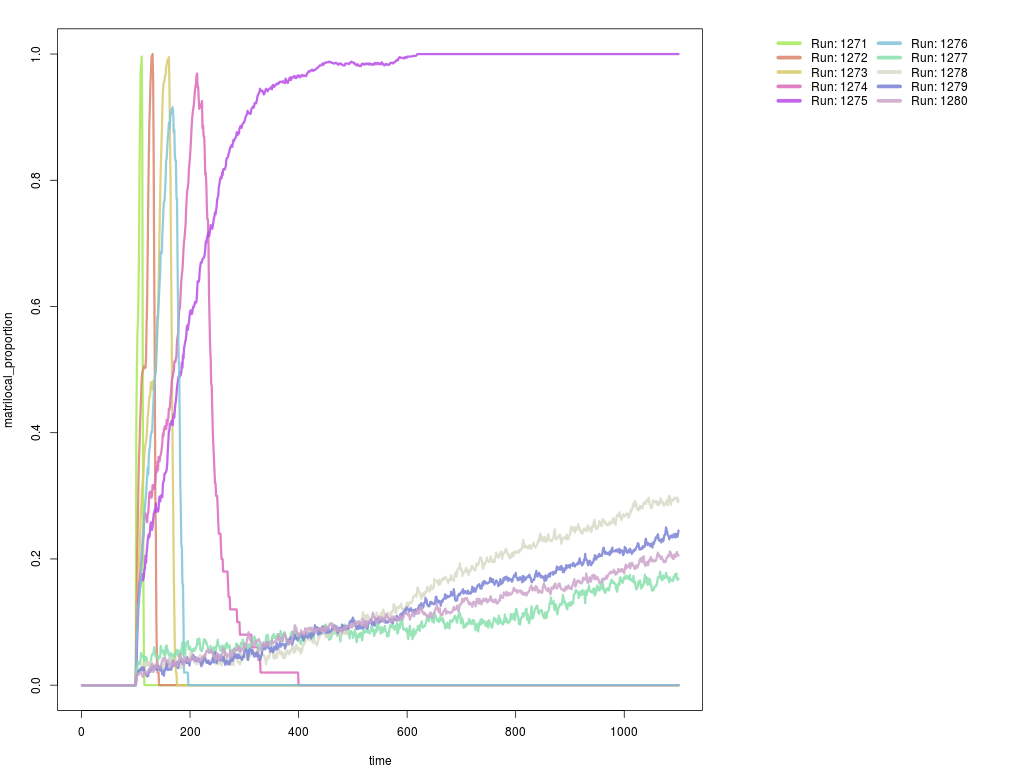 Run: 1271 Run: 1276
Run: 1272 Run: 1277
Run: 1273 Run: 1278
Run: 1274 Run: 1279
Run: 1275 Run: 1280
1.0
0.8
0.6
0.4
0.2
0.0
matrilocal_proportion
0 200 400 600 800 1000
time